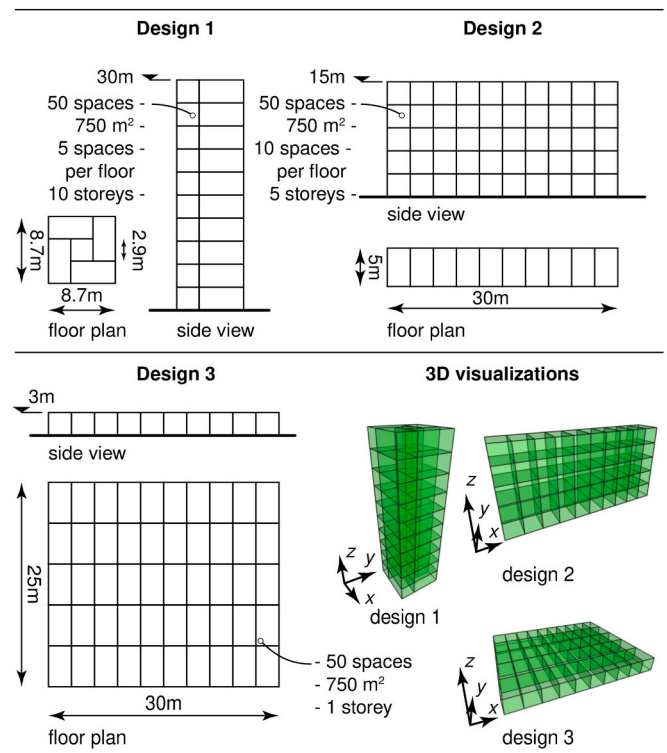 Design 1
30m
50 spaces -
750 m² -
5 spaces -
per floor
10 storeys -
8.7m
2.9m
8.7m
floor plan
side view
Design 2
15m
50 spaces -
750 m² -
10 spaces -
per floor
5 storeys -
side view
5m
30m
floor plan
Design 3
3m
side view
25m
- 50 spaces
- 750 m²
- 1 storey
30m
floor plan
3D visualizations
z
y
x
design 1
z
y
x
design 2
z
y
x
design 3